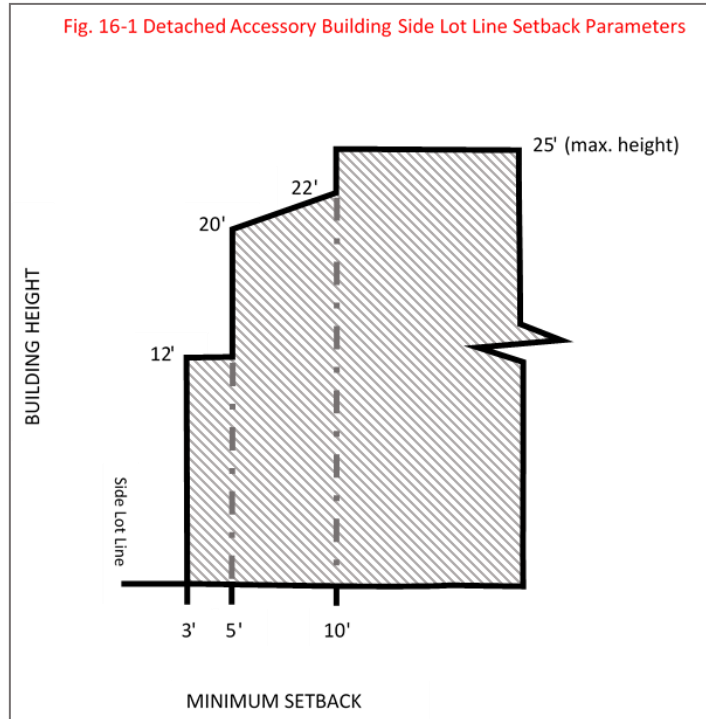 Fig. 16-1 Detached Accessory Building Side Lot Line Setback Parameters
25' (max. height)
22'
20'
BUILDING HEIGHT
12'
Side Lot Line
3' 5' 10'
MINIMUM SETBACK